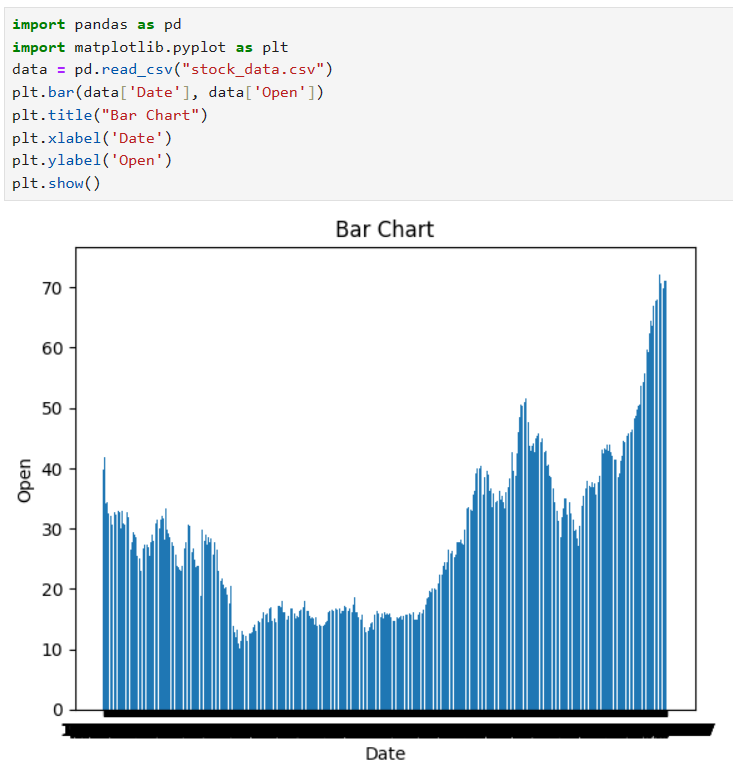 import pandas as pd
import matplotlib.pyplot as plt
data = pd.read_csv("stock_data.csv")
plt.bar(data['Date'], data['Open'])
plt.title("Bar Chart")
plt.xlabel('Date')
plt.ylabel('Open')
plt.show()
Bar Chart
70
60
50
40
30
20
10
0
Open
Date